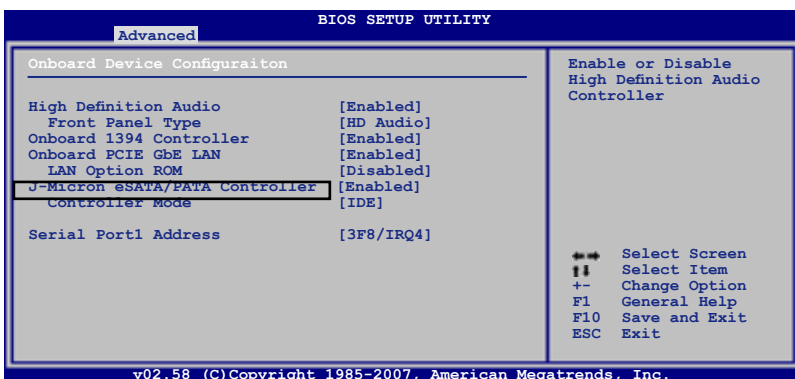 BIOS SETUP UTILITY
Advanced
Onboard Device Configuraiton
High Definition Audio [Enabled]
Front Panel Type [HD Audio]
Onboard 1394 Controller [Enabled]
Onboard PCIE GbE LAN [Enabled]
LAN Option ROM [Disabled]
J-Micron eSATA/PATA Controller [Enabled]
Controller Mode [IDE]
Serial Port1 Address [3F8/IRQ4]
Enable or Disable
High Definition Audio
Controller
←→ Select Screen
↑↓ Select Item
+- Change Option
F1 General Help
F10 Save and Exit
ESC Exit
v02.58 (C)Copyright 1985-2007, American Megatrends, Inc.